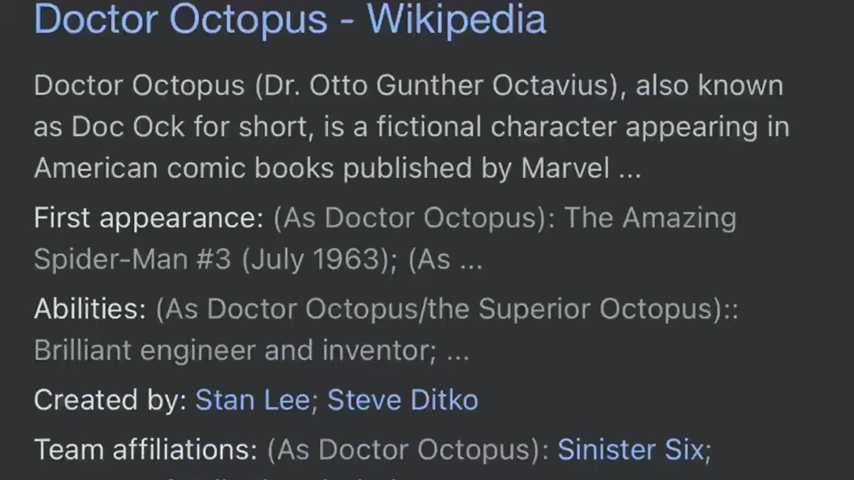 Doctor Octopus - Wikipedia
Doctor Octopus (Dr. Otto Gunther Octavius), also known
as Doc Ock for short, is a fictional character appearing in
American comic books published by Marvel ...
First appearance: (As Doctor Octopus): The Amazing
Spider-Man #3 (July 1963); (As ...
Abilities: (As Doctor Octopus/the Superior Octopus)::
Brilliant engineer and inventor; ...
Created by: Stan Lee; Steve Ditko
Team affiliations: (As Doctor Octopus): Sinister Six;